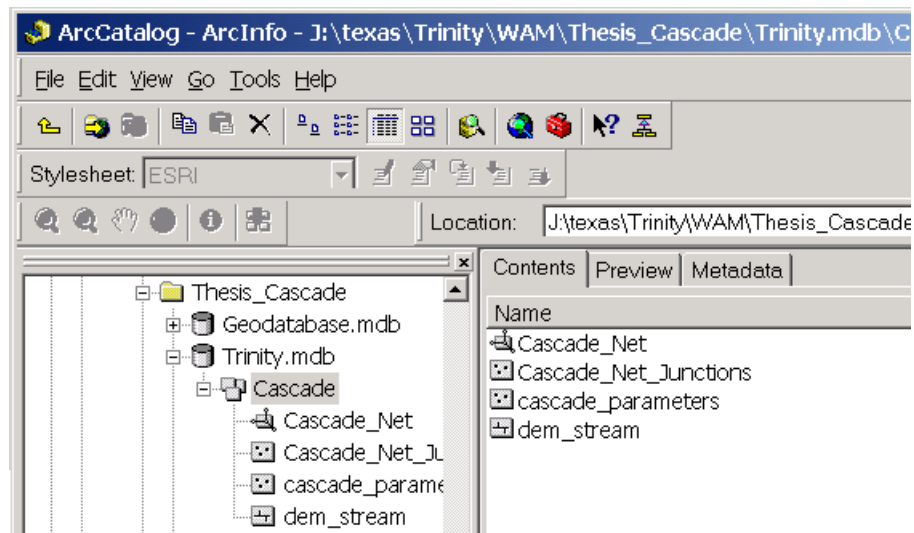 ArcCatalog - ArcInfo - J:\texas\Trinity\WAM\Thesis_Cascade\Trinity.mdb\C
File Edit View Go Tools Help
Stylesheet: ESRI
Location: J:\texas\Trinity\WAM\Thesis_Cascade
Thesis_Cascade
Geodatabase.mdb
Trinity.mdb
Cascade
Cascade_Net
Cascade_Net_Ju
cascade_parame
dem_stream
Contents Preview Metadata
Name
Cascade_Net
Cascade_Net_Junctions
cascade_parameters
dem_stream